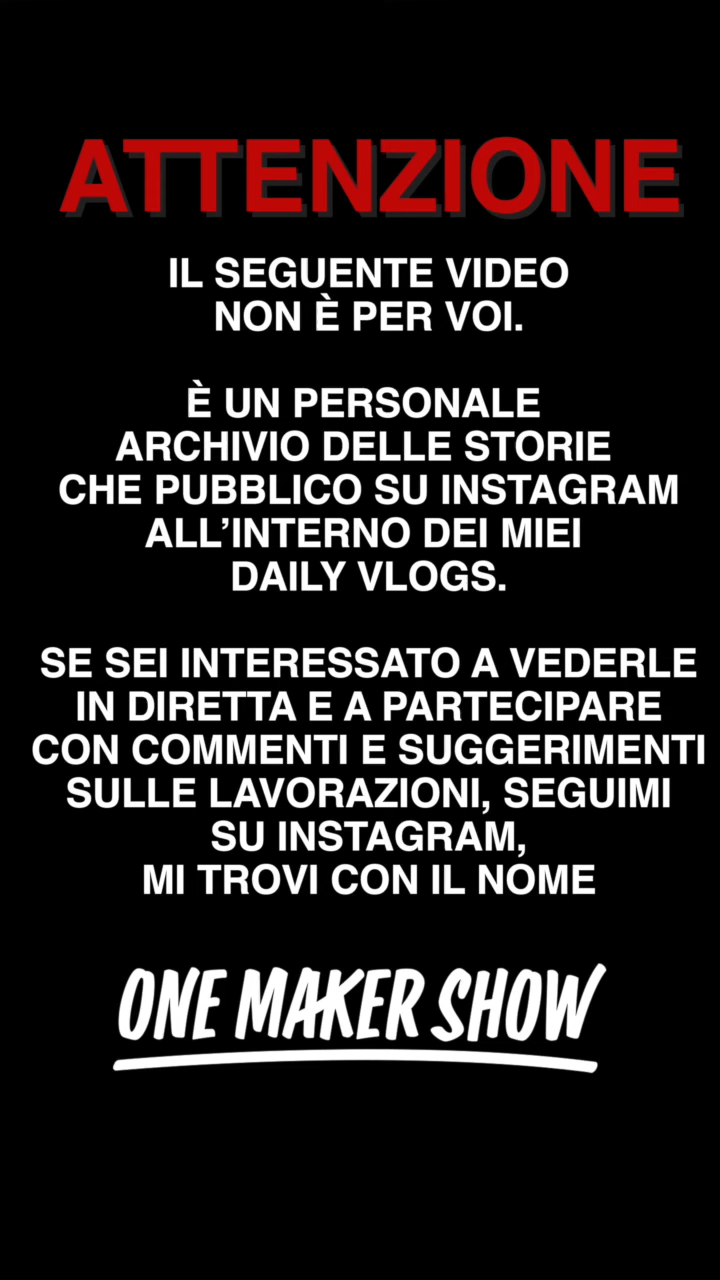 ATTENZIONE
IL SEGUENTE VIDEO
NON È PER VOI.
È UN PERSONALE
ARCHIVIO DELLE STORIE
CHE PUBBLICO SU INSTAGRAM
ALL’INTERNO DEI MIEI
DAILY VLOGS.
SE SEI INTERESSATO A VEDERLE
IN DIRETTA E A PARTECIPARE
CON COMMENTI E SUGGERIMENTI
SULLE LAVORAZIONI, SEGUIMI
SU INSTAGRAM,
MI TROVI CON IL NOME
ONE MAKER SHOW